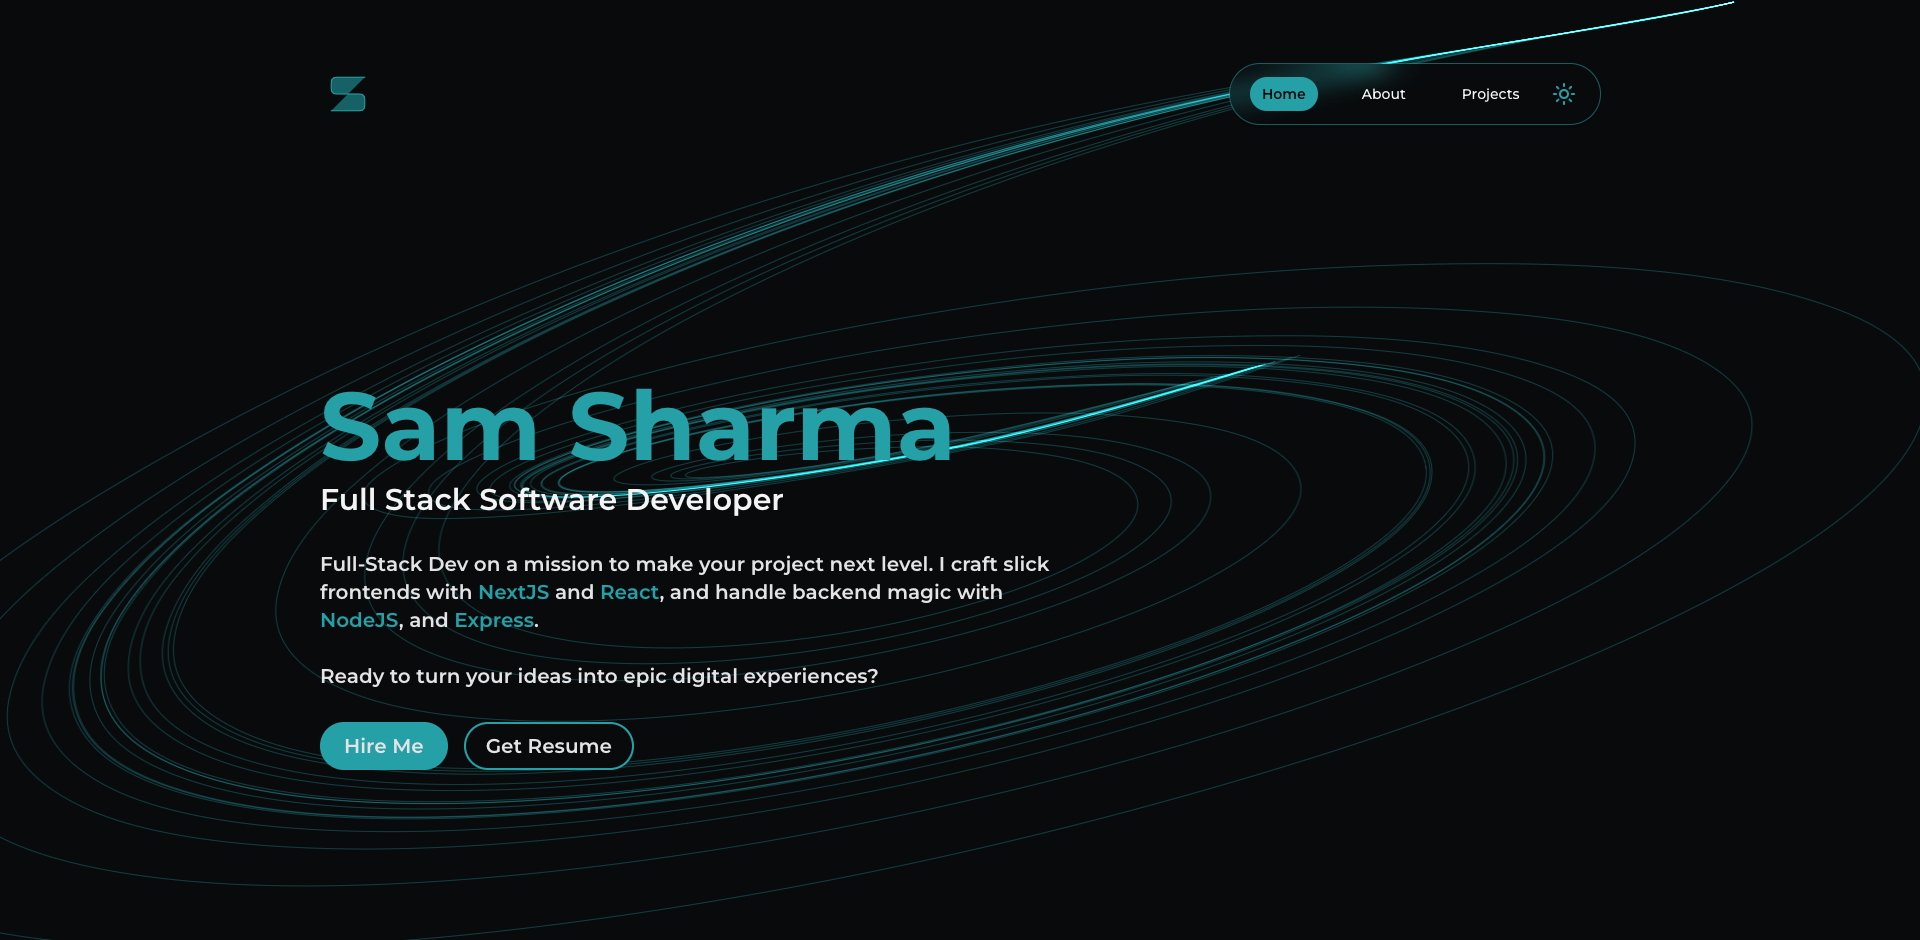 Home About Projects
Sam Sharma
Full Stack Software Developer
Full-Stack Dev on a mission to make your project next level. I craft slick
frontends with NextJS and React, and handle backend magic with
NodeJS, and Express.
Ready to turn your ideas into epic digital experiences?
Hire Me Get Resume